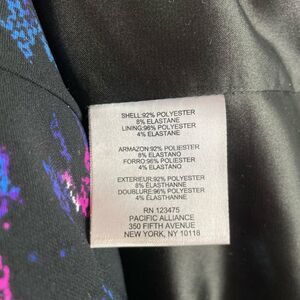 SHELL:92% POLYESTER
8% ELASTANE
LINING:96% POLYESTER
4% ELASTANE
ARMAZON:92% POLIESTER
8% ELASTANO
FORRO:96% POLIESTER
4% ELASTANO
EXTERIEUR:92% POLYESTER
8% ELASTHANNE
DOUBLURE:96% POLYESTER
4% ELASTHANNE
RN 123475
PACIFIC ALLIANCE
350 FIFTH AVENUE
NEW YORK, NY 10118